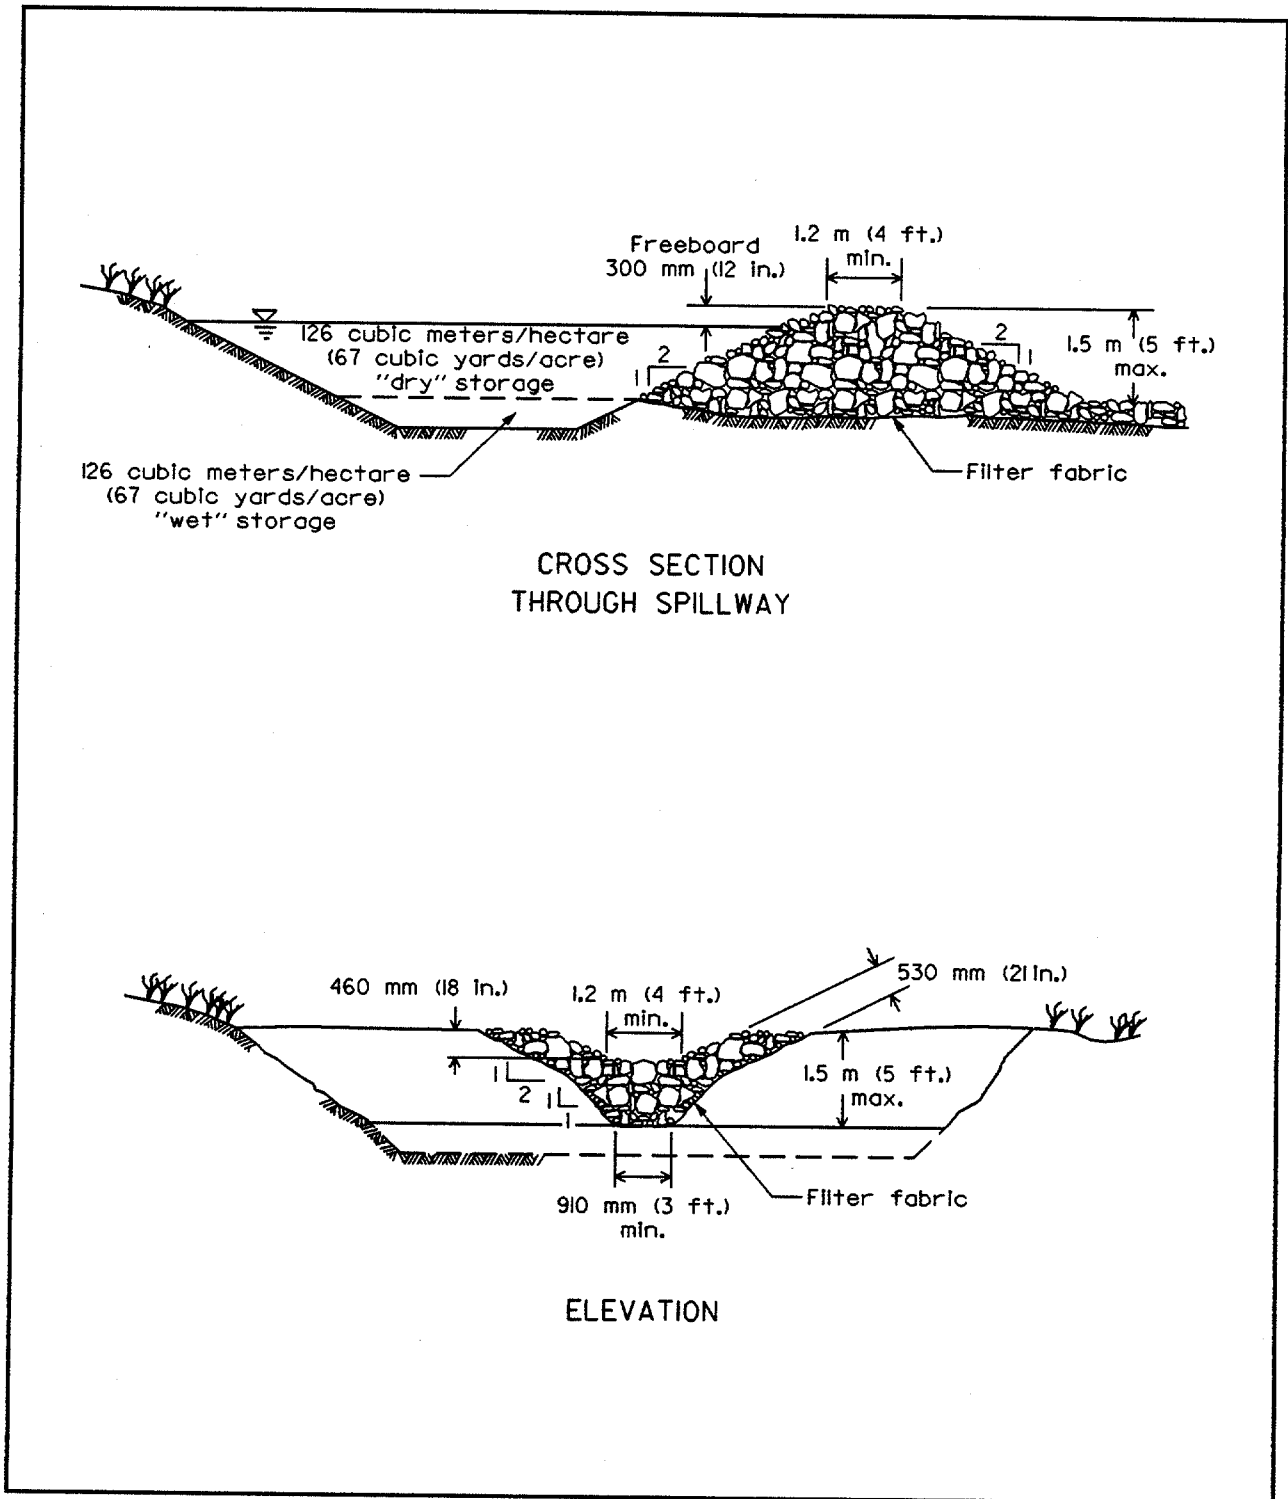 Freeboard
300 mm (12 in.)
1.2 m (4 ft.)
min.
126 cubic meters/hectare
(67 cubic yards/acre)
"dry" storage
2
1
2
1
1.5 m (5 ft.)
max.
126 cubic meters/hectare
(67 cubic yards/acre)
"wet" storage
Filter fabric
CROSS SECTION
THROUGH SPILLWAY
460 mm (18 in.)
1.2 m (4 ft.)
min.
530 mm (21 in.)
1
2
1
1
1.5 m (5 ft.)
max.
910 mm (3 ft.)
min.
Filter fabric
ELEVATION